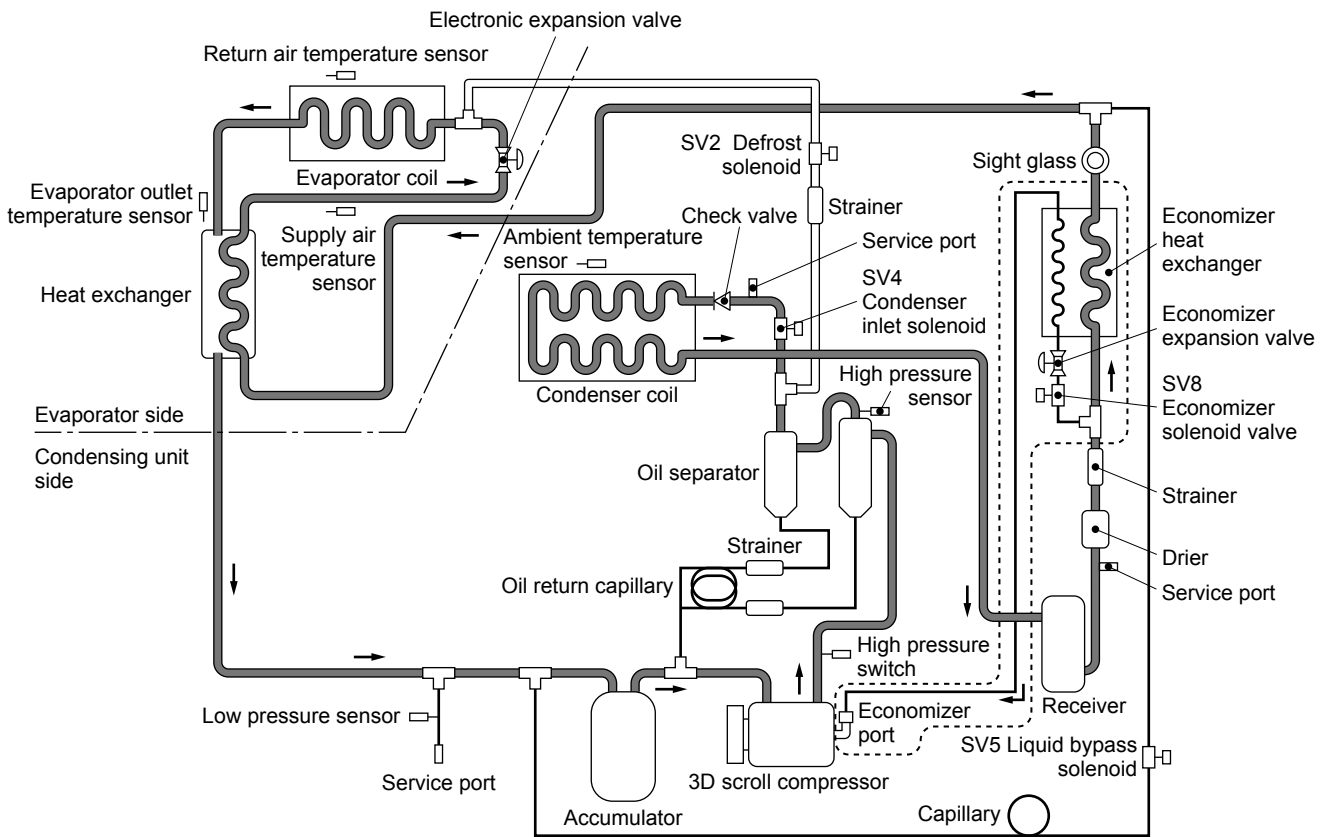 Electronic expansion valve
Return air temperature sensor
SV2  Defrost
solenoid
Sight glass
Evaporator coil
Evaporator outlet
temperature sensor
Supply air
temperature
sensor
Ambient temperature
sensor
Check valve
Strainer
Service port
SV4
Condenser
inlet solenoid
Economizer
heat
exchanger
Heat exchanger
Economizer
expansion valve
Condenser coil
High pressure
sensor
SV8
Economizer
solenoid valve
Evaporator side
Condensing unit
side
Oil separator
Strainer
Drier
Strainer
Oil return capillary
Service port
High pressure
switch
Low pressure sensor
Economizer
port
Receiver
SV5 Liquid bypass
solenoid
Service port
3D scroll compressor
Accumulator
Capillary